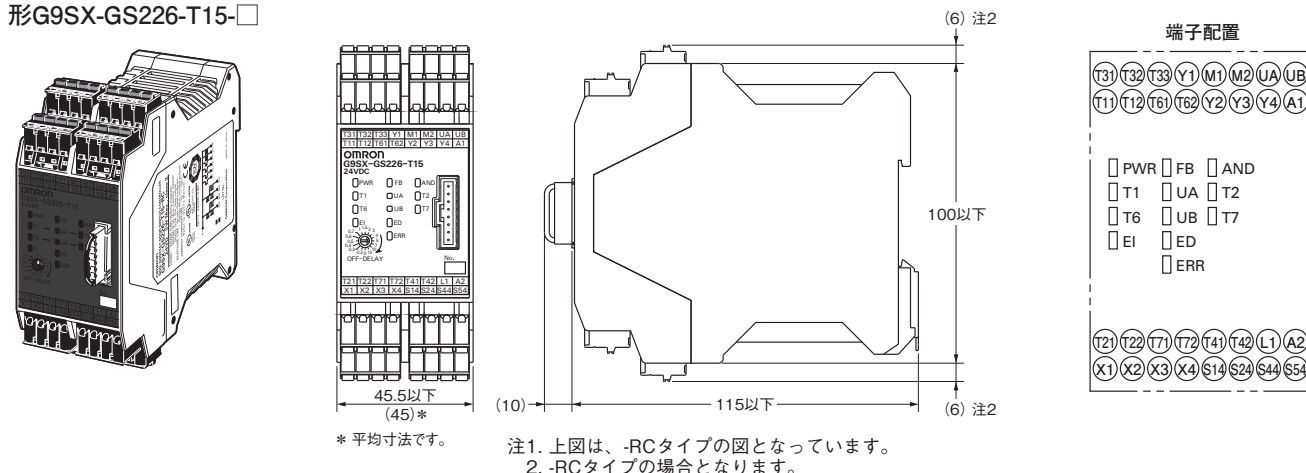 形G9SX-GS226-T15-□
T31 T32 T33 Y1 M1 M2 UA UB
T11 T12 T61 T62 Y2 Y3 Y4 A1
OMRON
G9SX-GS226-T15
24VDC
PWR FB AND
T1 UA T2
T6 UB T7
EI ED
ERR
OFF-DELAY
No.
T21 T22 T71 T72 T41 T42 L1 A2
X1 X2 X3 X4 S14 S24 S44 S54
45.5以下
(45)*
* 平均寸法です。
(6) 注2
100以下
(10)
115以下
(6) 注2
注1. 上図は、-RCタイプの図となっています。
2. -RCタイプの場合となります。
端子配置
T31 T32 T33 Y1 M1 M2 UA UB
T11 T12 T61 T62 Y2 Y3 Y4 A1
PWR FB AND
T1 UA T2
T6 UB T7
EI ED
ERR
T21 T22 T71 T72 T41 T42 L1 A2
X1 X2 X3 X4 S14 S24 S44 S54